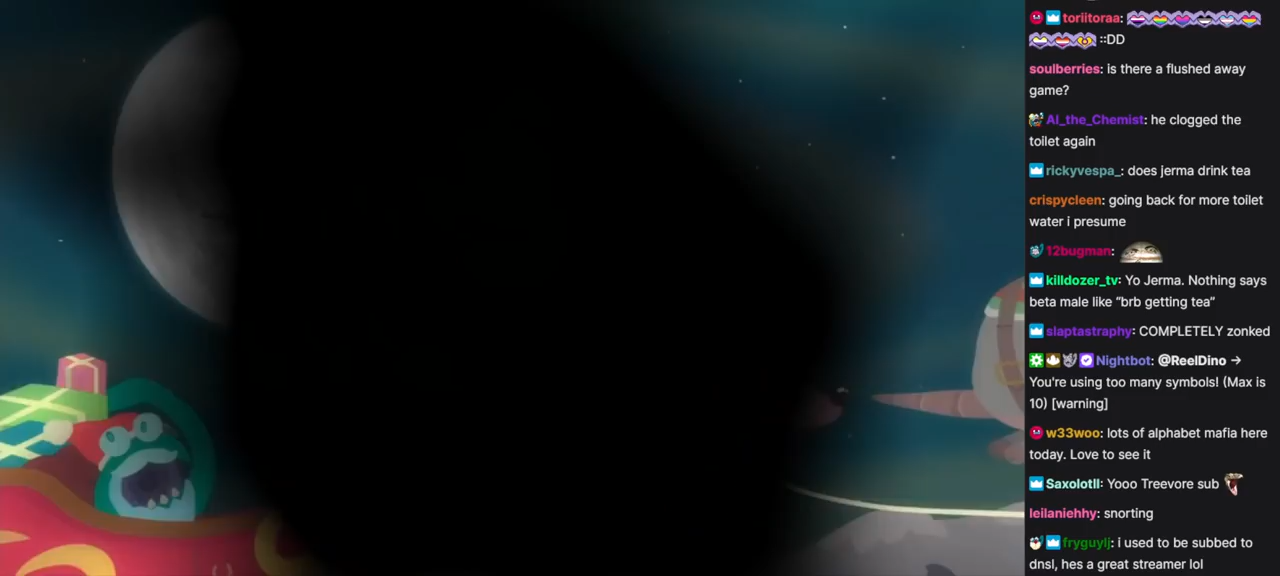 toriitoraa:
::DD
soulberries: is there a flushed away
game?
Al_the_Chemist: he clogged the
toilet again
rickyvespa_: does jerma drink tea
crispycleen: going back for more toilet
water i presume
12bugman:
killdozer_tv: Yo Jerma. Nothing says
beta male like “brb getting tea”
slaptastraphy: COMPLETELY zonked
Nightbot: @ReelDino →
You're using too many symbols! (Max is
10) [warning]
w33woo: lots of alphabet mafia here
today. Love to see it
Saxolotll: Yooo Treevore sub
leilaniehhy: snorting
fryguylj: i used to be subbed to
dnsl, hes a great streamer lol